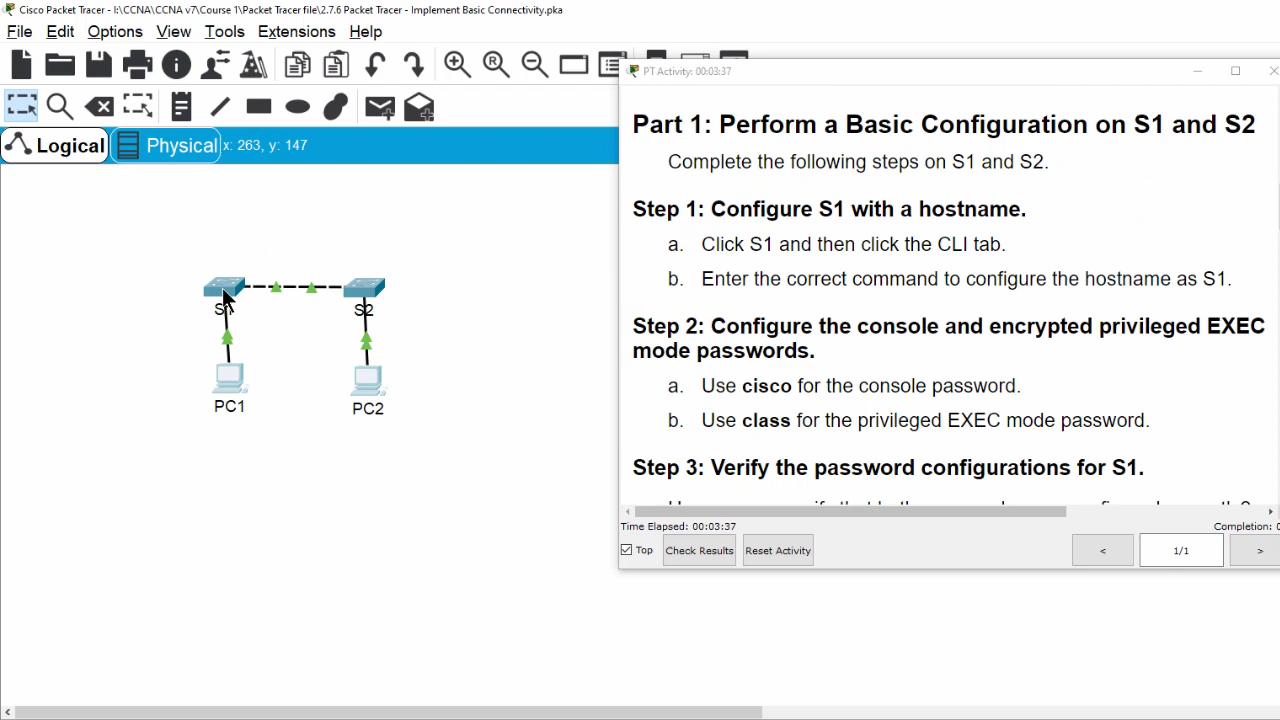 Cisco Packet Tracer - I:\CCNA\CCNA v7\Course 1\Packet Tracer file\2.7.6 Packet Tracer - Implement Basic Connectivity.pka
File Edit Options View Tools Extensions Help
PT Activity: 00:03:37
Logical Physical x: 263, y: 147
Part 1: Perform a Basic Configuration on S1 and S2
Complete the following steps on S1 and S2.
Step 1: Configure S1 with a hostname.
a. Click S1 and then click the CLI tab.
b. Enter the correct command to configure the hostname as S1.
Step 2: Configure the console and encrypted privileged EXEC
mode passwords.
a. Use cisco for the console password.
b. Use class for the privileged EXEC mode password.
Step 3: Verify the password configurations for S1.
Time Elapsed: 00:03:37 Completion: 0
Top Check Results Reset Activity < 1/1 >
S1 S2
PC1 PC2